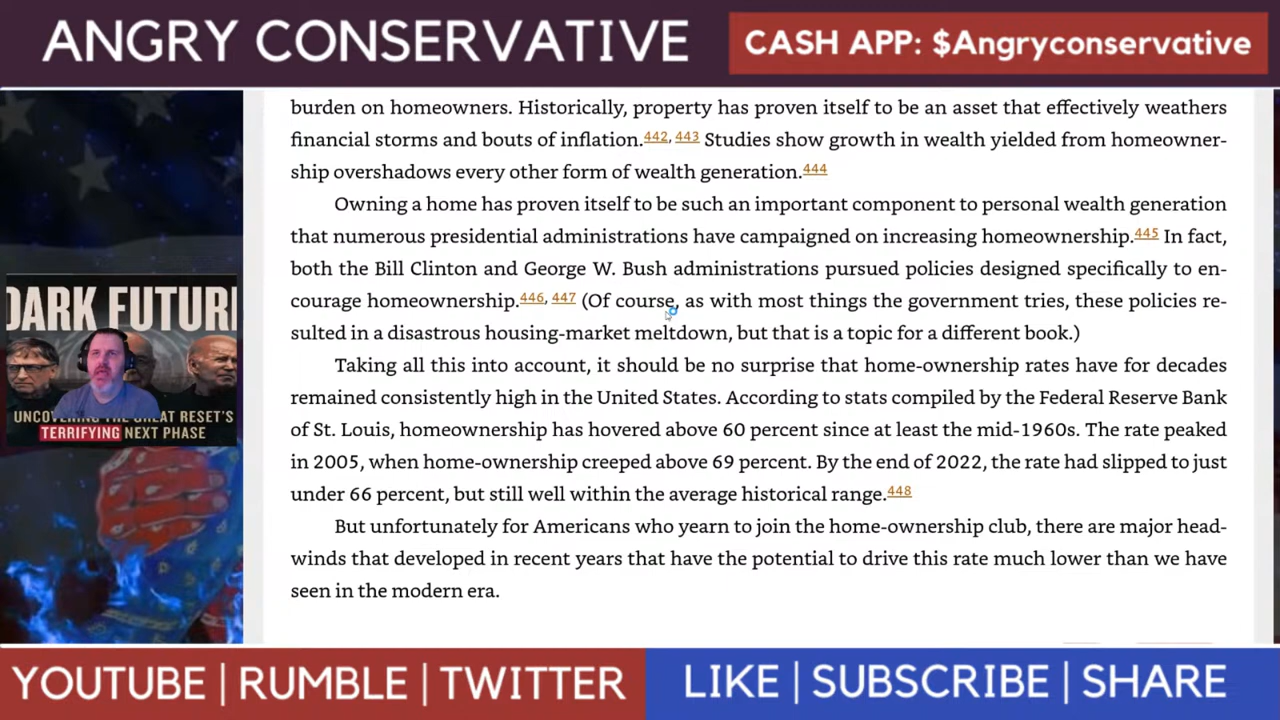 ANGRY CONSERVATIVE
CASH APP: $Angryconservative
burden on homeowners. Historically, property has proven itself to be an asset that effectively weathers
financial storms and bouts of inflation.442, 443 Studies show growth in wealth yielded from homeowner-
ship overshadows every other form of wealth generation.444
Owning a home has proven itself to be such an important component to personal wealth generation
that numerous presidential administrations have campaigned on increasing homeownership.445 In fact,
both the Bill Clinton and George W. Bush administrations pursued policies designed specifically to en-
courage homeownership.446, 447 (Of course, as with most things the government tries, these policies re-
sulted in a disastrous housing-market meltdown, but that is a topic for a different book.)
Taking all this into account, it should be no surprise that home-ownership rates have for decades
remained consistently high in the United States. According to stats compiled by the Federal Reserve Bank
of St. Louis, homeownership has hovered above 60 percent since at least the mid-1960s. The rate peaked
in 2005, when home-ownership creeped above 69 percent. By the end of 2022, the rate had slipped to just
under 66 percent, but still well within the average historical range.448
But unfortunately for Americans who yearn to join the home-ownership club, there are major head-
winds that developed in recent years that have the potential to drive this rate much lower than we have
seen in the modern era.
DARK FUTUR
RESET'S
TERRIFYING NEXT PHASE
YOUTUBE | RUMBLE | TWITTER
LIKE | SUBSCRIBE | SHARE